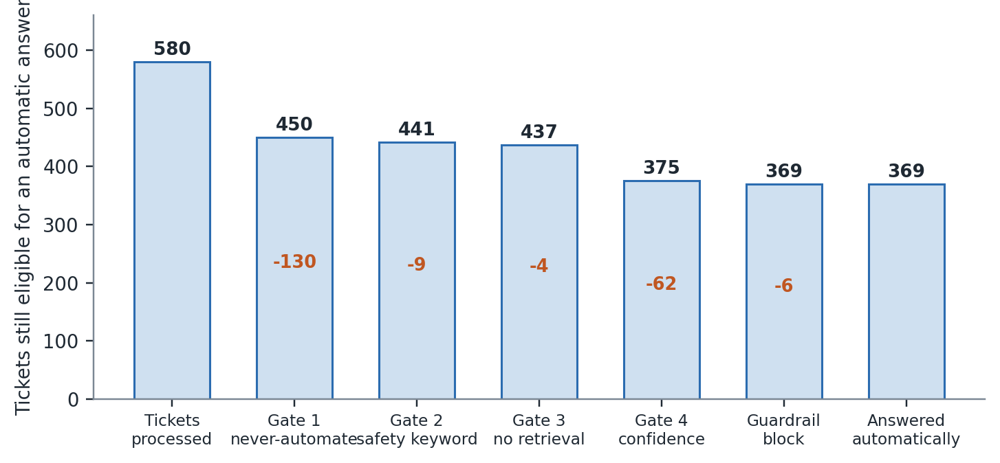 Tickets still eligible for an automatic answer
600
500
400
300
200
100
0
580
450
441
437
375
369
369
-130
-9
-4
-62
-6
Tickets
processed
Gate 1
never-automate
Gate 2
safety keyword
Gate 3
no retrieval
Gate 4
confidence
Guardrail
block
Answered
automatically